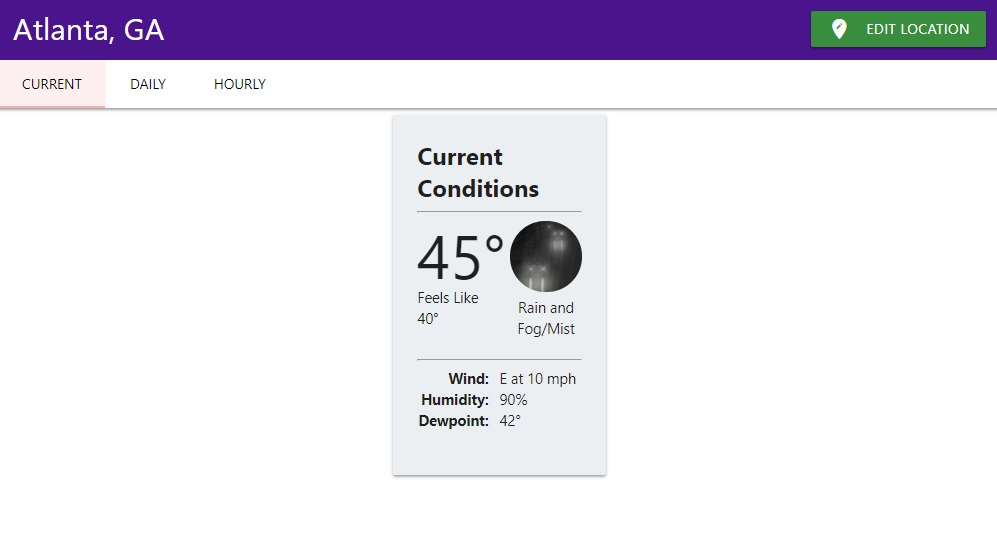 Atlanta, GA
EDIT LOCATION
CURRENT
DAILY
HOURLY
Current
Conditions
45°
Feels Like
40°
Rain and
Fog/Mist
Wind: E at 10 mph
Humidity: 90%
Dewpoint: 42°